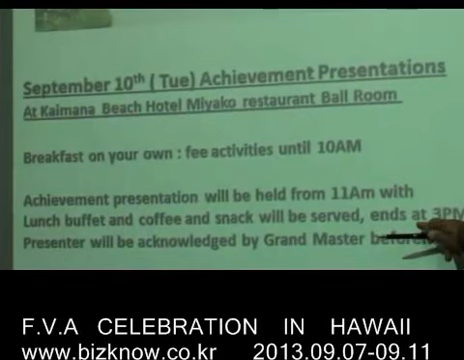 September 10th ( Tue) Achievement Presentations
At Kaimana Beach Hotel Miyako restaurant Ball Room
Breakfast on your own : fee activities until 10AM
Achievement presentation will be held from 11Am with
Lunch buffet and coffee and snack will be served, ends at 3PM
Presenter will be acknowledged by Grand Master
F.V.A CELEBRATION IN HAWAII
www.bizknow.co.kr 2013.09.07-09.11